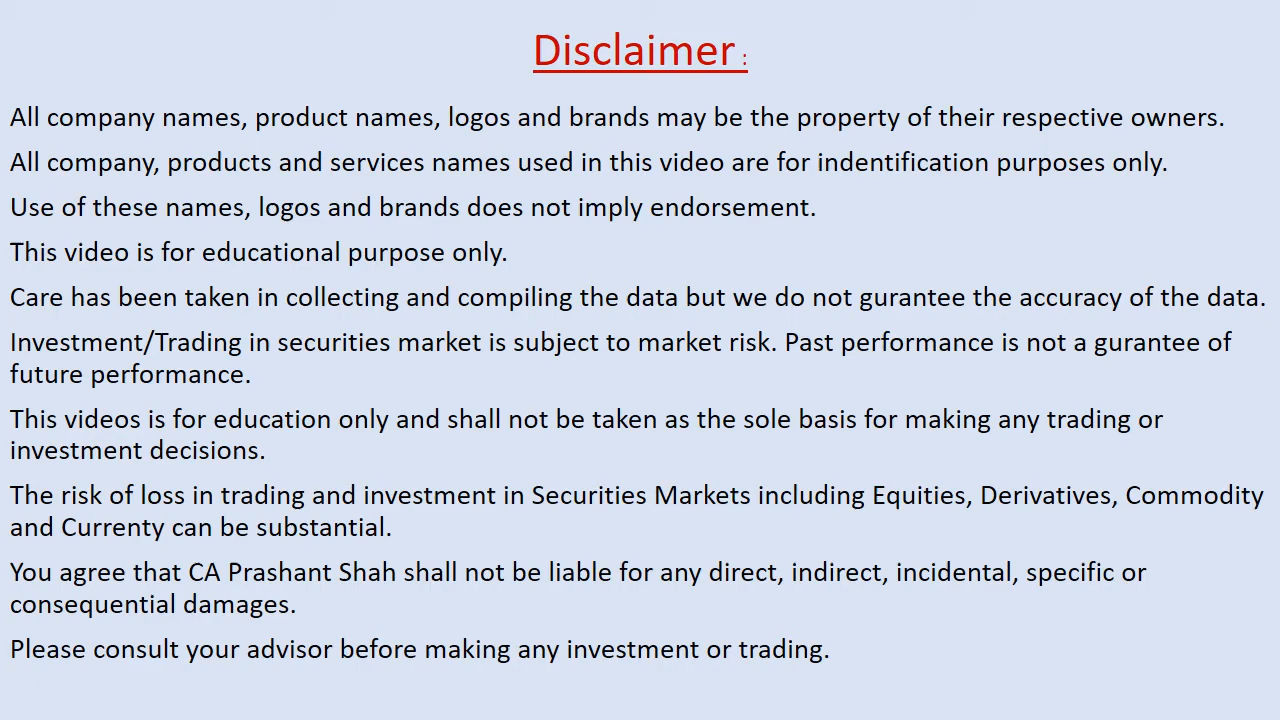 Disclaimer :
All company names, product names, logos and brands may be the property of their respective owners.
All company, products and services names used in this video are for indentification purposes only.
Use of these names, logos and brands does not imply endorsement.
This video is for educational purpose only.
Care has been taken in collecting and compiling the data but we do not gurantee the accuracy of the data.
Investment/Trading in securities market is subject to market risk. Past performance is not a gurantee of
future performance.
This videos is for education only and shall not be taken as the sole basis for making any trading or
investment decisions.
The risk of loss in trading and investment in Securities Markets including Equities, Derivatives, Commodity
and Currenty can be substantial.
You agree that CA Prashant Shah shall not be liable for any direct, indirect, incidental, specific or
consequential damages.
Please consult your advisor before making any investment or trading.